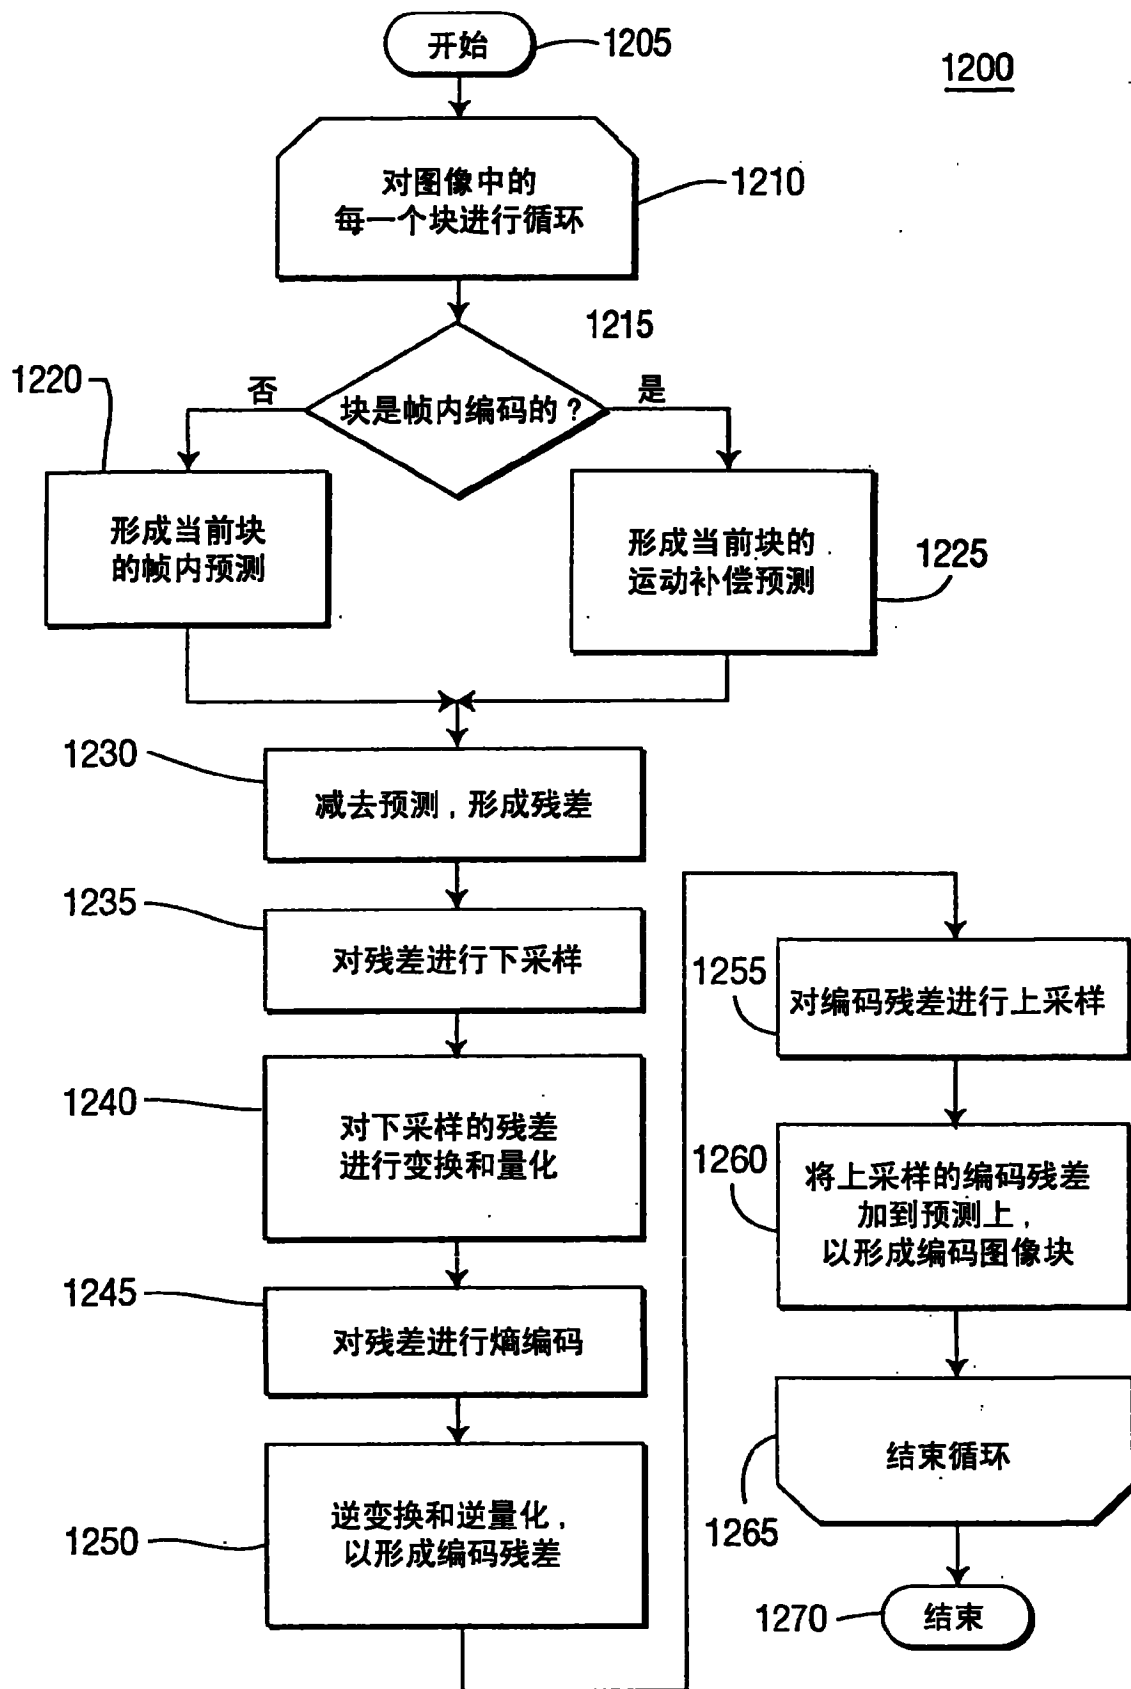 开始
1205
1200
对图像中的
每一个块进行循环
1210
1215
1220
否
块是帧内编码的？
是
形成当前块
的帧内预测
形成当前块的
运动补偿预测
1225
1230
减去预测，形成残差
1235
对残差进行下采样
1240
对下采样的残差
进行变换和量化
1245
对残差进行熵编码
1250
逆变换和逆量化，
以形成编码残差
1255
对编码残差进行上采样
1260
将上采样的编码残差
加到预测上，
以形成编码图像块
结束循环
1265
1270
结束